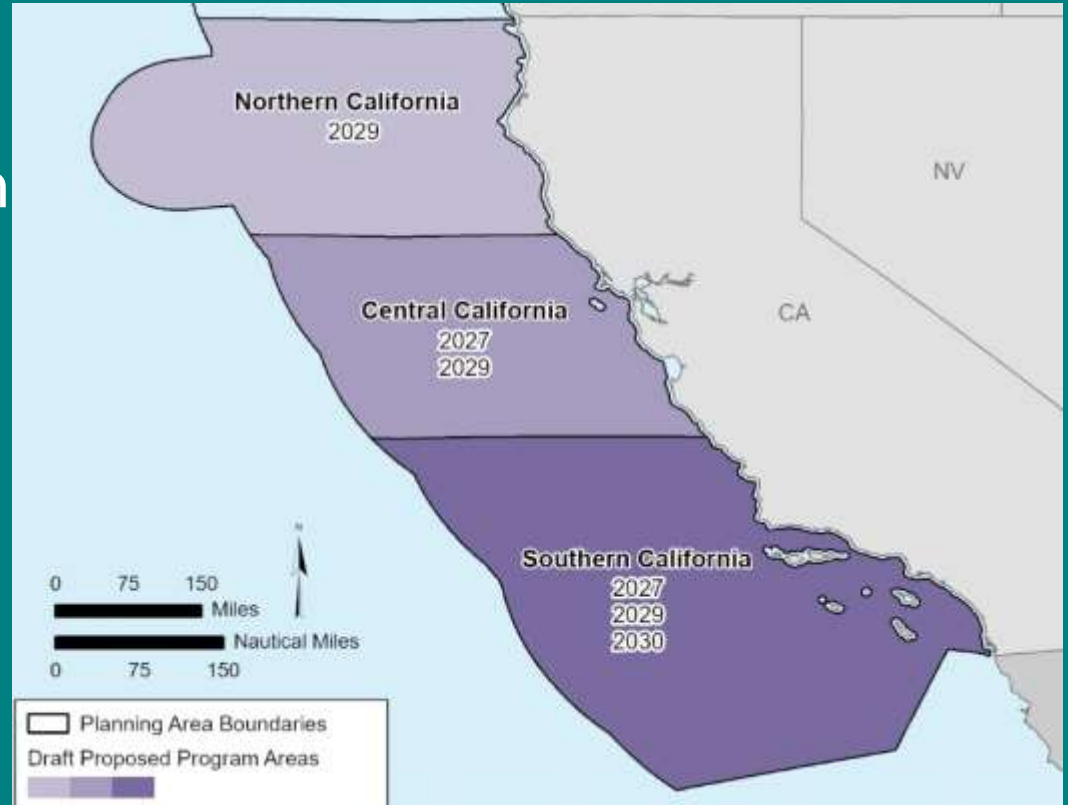 Northern California
2029
NV
Central California
2027
2029
CA
Southern California
2027
2029
2030
N
0 75 150
Miles
Nautical Miles
0 75 150
Planning Area Boundaries
Draft Proposed Program Areas